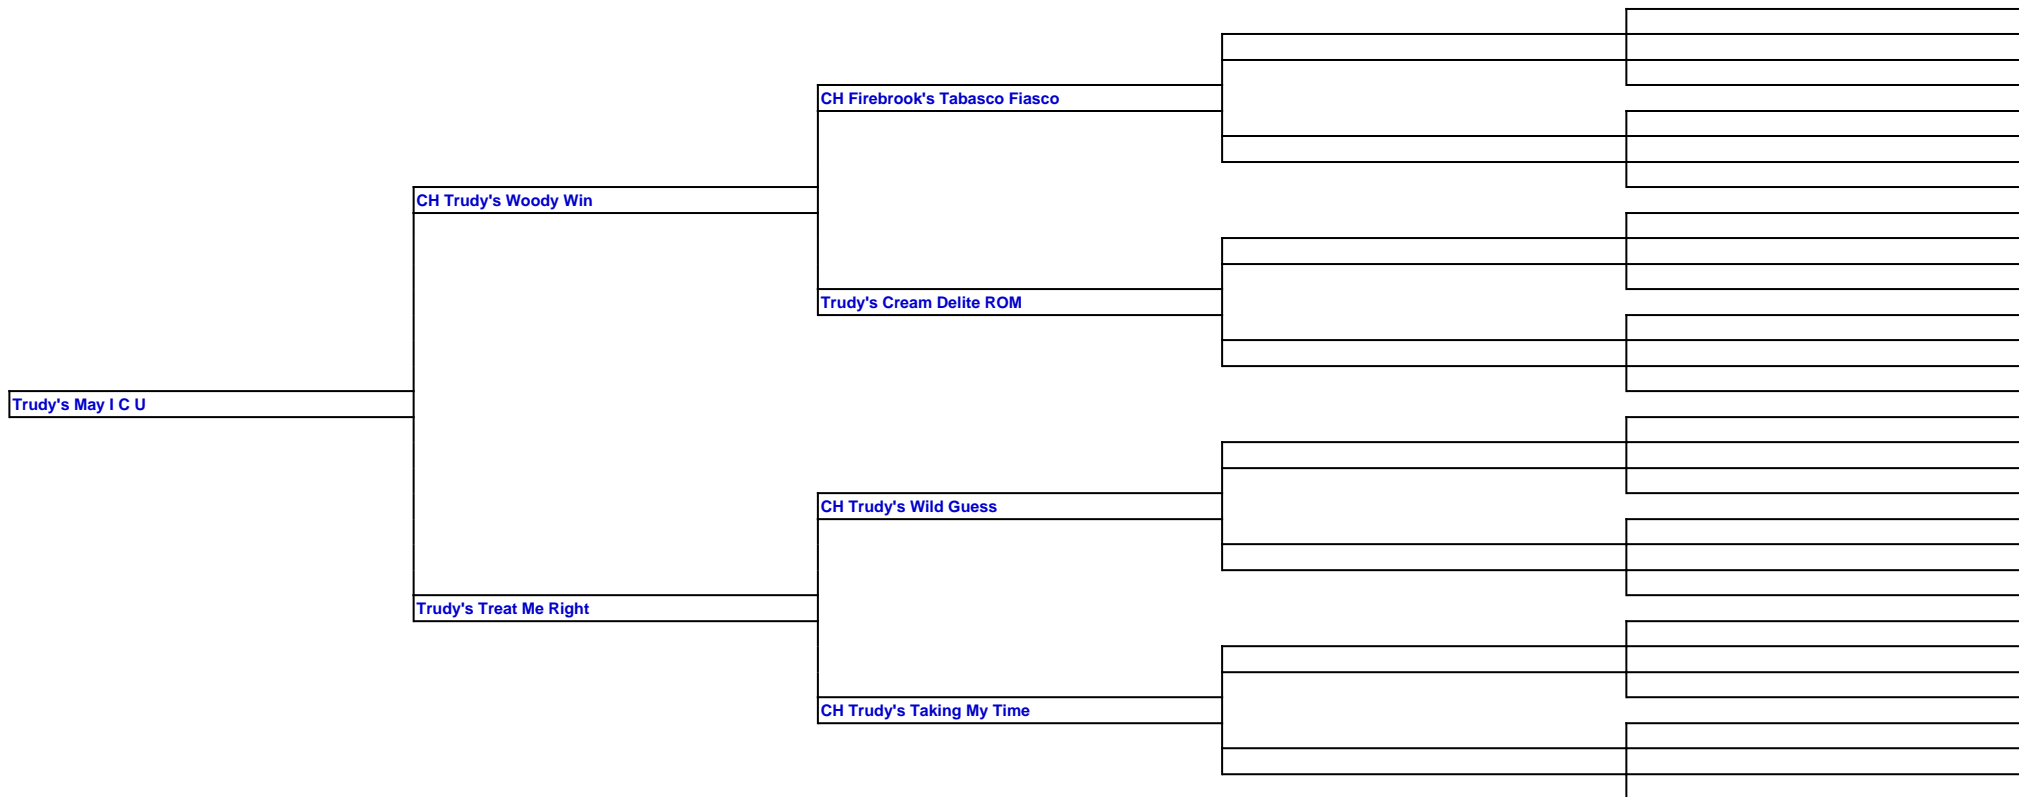 CH Firebrook's Tabasco Fiasco
CH Trudy's Woody Win
Trudy's Cream Delite ROM
Trudy's May I C U
CH Trudy's Wild Guess
Trudy's Treat Me Right
CH Trudy's Taking My Time